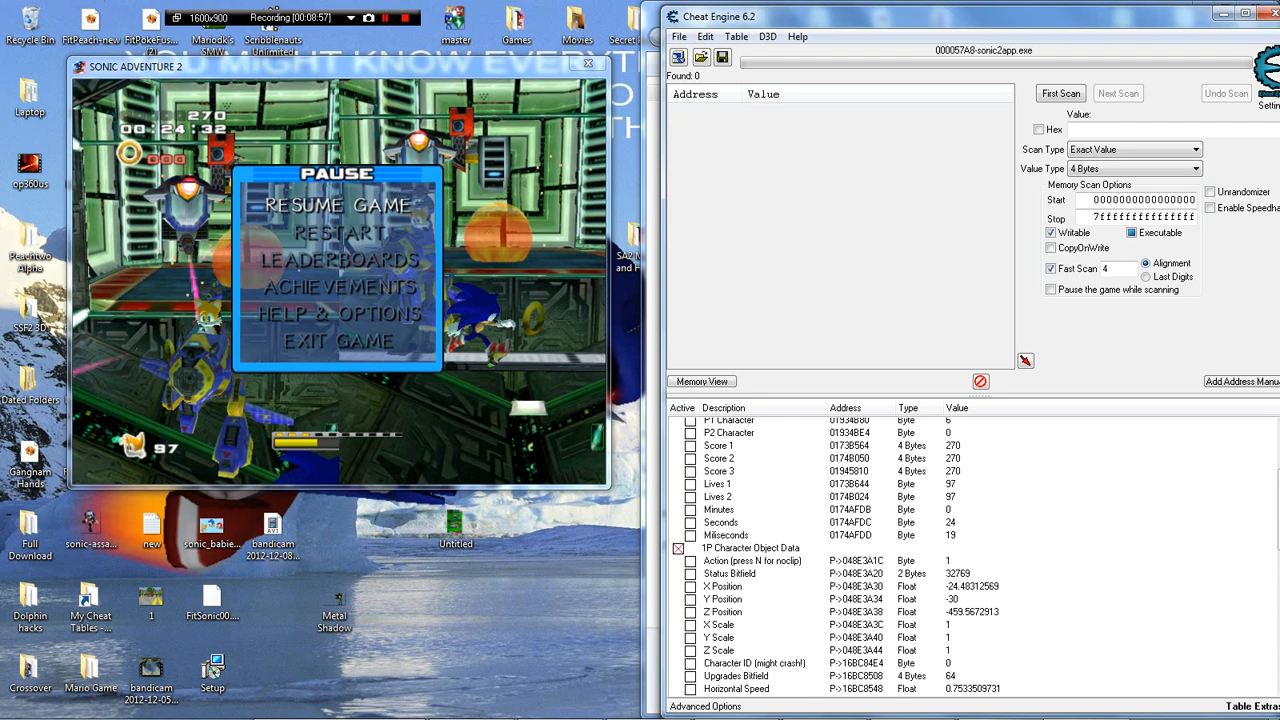 1600x900 Recording [00:08:57]
Recycle Bin
FitPeach-new
FitPokeFus... (2)
Mariodk's SMW
Scribblenauts Unlimited
master
Games
Movies
Laptop
ops60us
Peachtwo Alpha
SSF2 3D
Dated Folders
Gangnam Hands
Full Download
sonic-assa...
new
sonic_babie...
bandicam 2012-12-08...
Untitled
Dolphin hacks
My Cheat Tables -...
1
FitSonic00....
Metal Shadow
Crossover
Mario Game
bandicam 2012-12-05...
Setup
SONIC ADVENTURE 2
270
00:24:32
000
PAUSE
RESUME GAME
RESTART
LEADERBOARDS
ACHIEVEMENTS
HELP & OPTIONS
EXIT GAME
97
Cheat Engine 6.2
File Edit Table D3D Help
000057A8-sonic2app.exe
Found: 0
Address Value
First Scan Next Scan Undo Scan
Value:
Hex
Scan Type Exact Value
Value Type 4 Bytes
Memory Scan Options
Start 0000000000000000
Stop 7fffffffffffffff
Writable Executable
CopyOnWrite
Fast Scan 4 Alignment
Last Digits
Pause the game while scanning
Unrandomizer
Enable Speedha
Memory View Add Address Manu
Active Description Address Type Value
P1 Character 01934B80 Byte 6
P2 Character 01934BE4 Byte 0
Score 1 0173B564 4 Bytes 270
Score 2 0174B050 4 Bytes 270
Score 3 01945810 4 Bytes 270
Lives 1 0173B644 Byte 97
Lives 2 0174B024 Byte 97
Minutes 0174AFDB Byte 0
Seconds 0174AFDC Byte 24
Miliseconds 0174AFDD Byte 19
1P Character Object Data
Action (press N for noclip) P->048E3A1C Byte 1
Status Bitfield P->048E3A20 2 Bytes 32769
X Position P->048E3A30 Float -24.48312569
Y Position P->048E3A34 Float -30
Z Position P->048E3A38 Float -459.5672913
X Scale P->048E3A3C Float 1
Y Scale P->048E3A40 Float 1
Z Scale P->048E3A44 Float 1
Character ID (might crash!) P->16BC84E4 Byte 0
Upgrades Bitfield P->16BC8508 4 Bytes 64
Horizontal Speed P->16BC8548 Float 0.7533509731
Advanced Options Table Extras